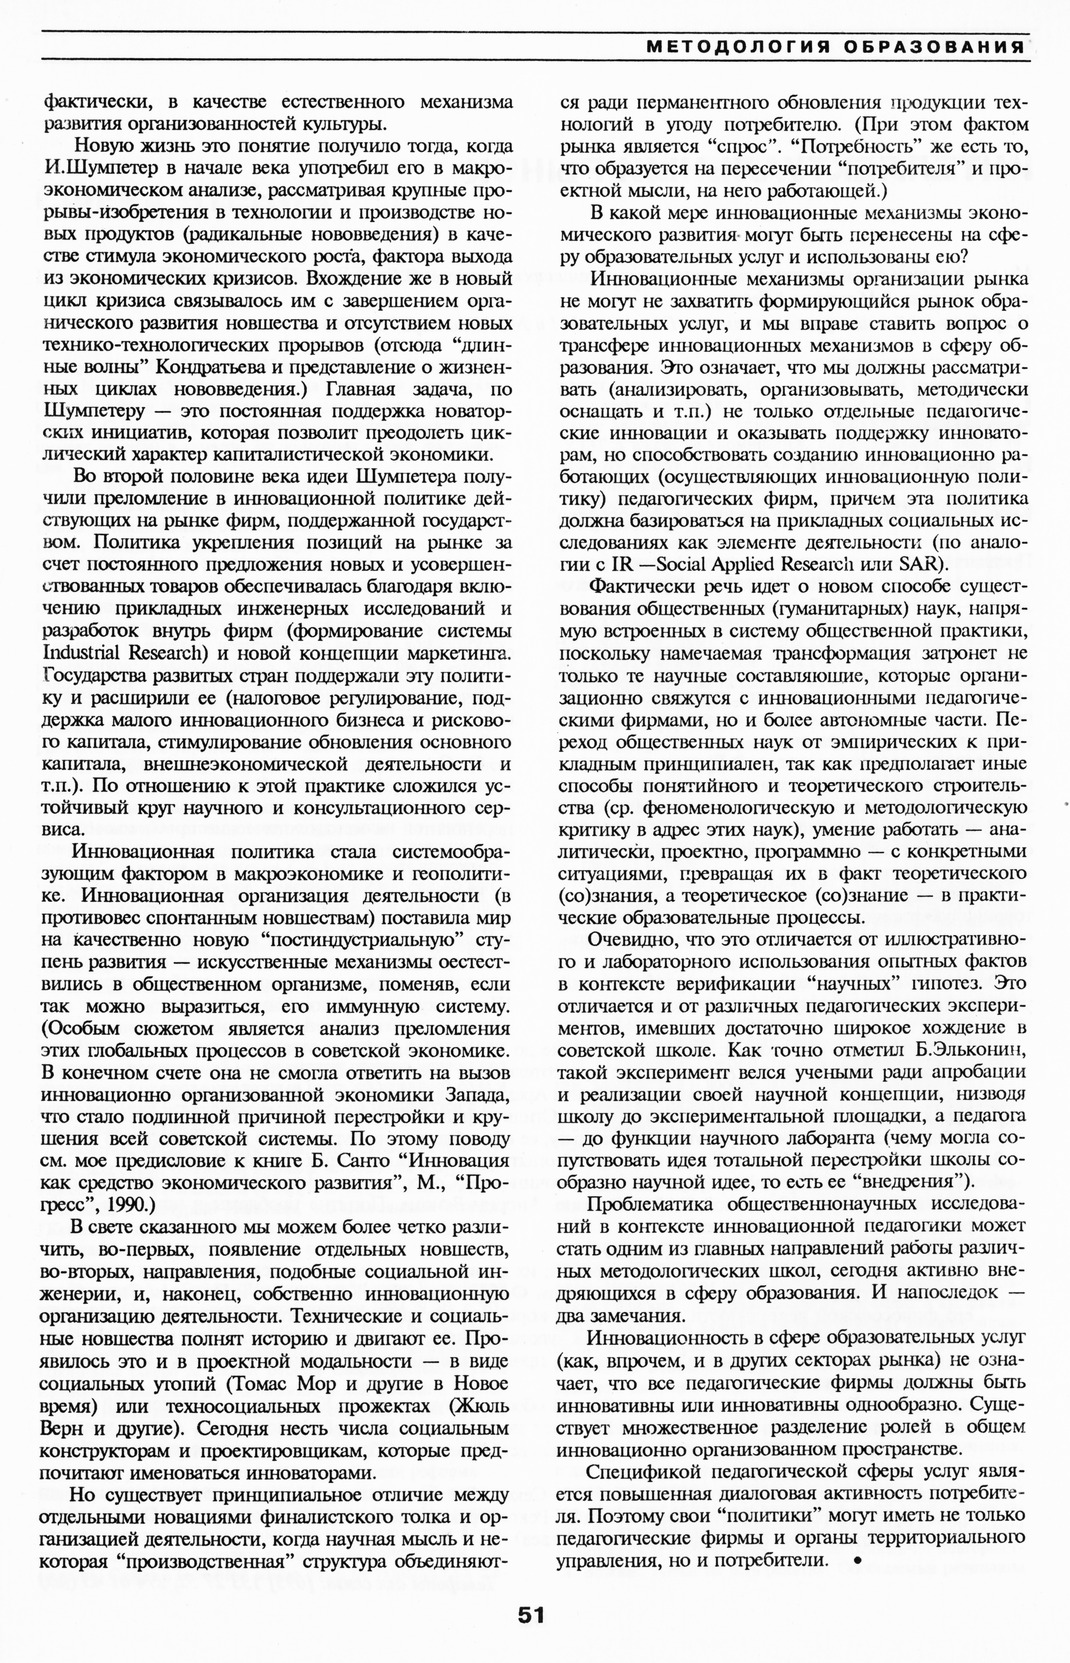 МЕТОДОЛОГИЯ ОБРАЗОВАНИЯ
фактически, в качестве естественного механизма
развития организованностей культуры.
Новую жизнь это понятие получило тогда, когда
И.Шумпетер в начале века употребил его в макро-
экономическом анализе, рассматривая крупные про-
рывы-изобретения в технологии и производстве но-
вых продуктов (радикальные нововведения) в каче-
стве стимула экономического роста, фактора выхода
из экономических кризисов. Вхождение же в новый
цикл кризиса связывалось им с завершением орга-
нического развития новшества и отсутствием новых
технико-технологических прорывов (отсюда “длин-
ные волны” Кондратьева и представление о жизнен-
ных циклах нововведения.) Главная задача, по
Шумпетеру — это постоянная поддержка новатор-
ских инициатив, которая позволит преодолеть цик-
лический характер капиталистической экономики.
Во второй половине века идеи Шумпетера полу-
чили преломление в инновационной политике дей-
ствующих на рынке фирм, поддержанной государст-
вом. Политика укрепления позиций на рынке за
счет постоянного предложения новых и усовершен-
ствованных товаров обеспечивалась благодаря вклю-
чению прикладных инженерных исследований и
разработок внутрь фирм (формирование системы
Industrial Research) и новой концепции маркетинга.
Государства развитых стран поддержали эту полити-
ку и расширили ее (налоговое регулирование, под-
держка малого инновационного бизнеса и рисково-
го капитала, стимулирование обновления основного
капитала, внешнеэкономической деятельности и
т.п.). По отношению к этой практике сложился ус-
тойчивый круг научного и консультационного сер-
виса.
Инновационная политика стала системообра-
зующим фактором в макроэкономике и геополити-
ке. Инновационная организация деятельности (в
противовес спонтанным новшествам) поставила мир
на качественно новую “постиндустриальную” сту-
пень развития — искусственные механизмы оестест-
вились в общественном организме, поменяв, если
так можно выразиться, его иммунную систему.
(Особым сюжетом является анализ преломления
этих глобальных процессов в советской экономике.
В конечном счете она не смогла ответить на вызов
инновационно организованной экономики Запада,
что стало подлинной причиной перестройки и кру-
шения всей советской системы. По этому поводу
см. мое предисловие к книге Б. Санто “Инновация
как средство экономического развития”, М., “Про-
гресс”, 1990.)
В свете сказанного мы можем более четко разли-
чить, во-первых, появление отдельных новшеств,
во-вторых, направления, подобные социальной ин-
женерии, и, наконец, собственно инновационную
организацию деятельности. Технические и социаль-
ные новшества полнят историю и двигают ее. Про-
явилось это и в проектной модальности — в виде
социальных утопий (Томас Мор и другие в Новое
время) или техносоциальных прожектах (Жюль
Верн и другие). Сегодня несть числа социальным
конструкторам и проектировщикам, которые пред-
почитают именоваться инноваторами.
Но существует принципиальное отличие между
отдельными новациями финалистского толка и ор-
ганизацией деятельности, когда научная мысль и не-
которая “производственная” структура объединяют-
ся ради перманентного обновления продукции тех-
нологий в угоду потребителю. (При этом фактом
рынка является “спрос”. “Потребность” же есть то,
что образуется на пересечении “потребителя” и про-
ектной мысли, на него работающей.)
В какой мере инновационные механизмы эконо-
мического развития могут быть перенесены на сфе-
ру образовательных услуг и использованы ею?
Инновационные механизмы организации рынка
не могут не захватить формирующийся рынок обра-
зовательных услуг, и мы вправе ставить вопрос о
трансфере инновационных механизмов в сферу об-
разования. Это означает, что мы должны рассматри-
вать (анализировать, организовывать, методически
оснащать и т.п.) не только отдельные педагогиче-
ские инновации и оказывать поддержку инновато-
рам, но способствовать созданию инновационно ра-
ботающих (осуществляющих инновационную поли-
тику) педагогических фирм, причем эта политика
должна базироваться на прикладных социальных ис-
следованиях как элементе деятельности (по анало-
гии с IR —Social Applied Research или SAR).
Фактически речь идет о новом способе сущест-
вования общественных (гуманитарных) наук, напря-
мую встроенных в систему общественной практики,
поскольку намечаемая трансформация затронет не
только те научные составляющие, которые органи-
зационно свяжутся с инновационными педагогиче-
скими фирмами, но и более автономные части. Пе-
реход общественных наук от эмпирических к при-
кладным принципиален, так как предполагает иные
способы понятийного и теоретического строитель-
ства (ср. феноменологическую и методологическую
критику в адрес этих наук), умение работать — ана-
литически, проектно, программно — с конкретными
ситуациями, превращая их в факт теоретического
(со)знания, а теоретическое (со)знание — в практи-
ческие образовательные процессы.
Очевидно, что это отличается от иллюстративно-
го и лабораторного использования опытных фактов
в контексте верификации “научных” гипотез. Это
отличается и от различных педагогических экспери-
ментов, имевших достаточно широкое хождение в
советской школе. Как точно отметил Б.Эльконин,
такой эксперимент велся учеными ради апробации
и реализации своей научной концепции, низводя
школу до экспериментальной площадки, а педагога
— до функции научного лаборанта (чему могла со-
путствовать идея тотальной перестройки школы со-
образно научной идее, то есть ее “внедрения”).
Проблематика общественнонаучных исследова-
ний в контексте инновационной педагогики может
стать одним из главных направлений работы различ-
ных методологических школ, сегодня активно вне-
дряющихся в сферу образования. И напоследок —
два замечания.
Инновационность в сфере образовательных услуг
(как, впрочем, и в других секторах рынка) не озна-
чает, что все педагогические фирмы должны быть
инновативны или инновативны однообразно. Суще-
ствует множественное разделение ролей в общем
инновационно организованном пространстве.
Спецификой педагогической сферы услуг явля-
ется повышенная диалоговая активность потребите-
ля. Поэтому свои “политики” могут иметь не только
педагогические фирмы и органы территориального
управления, но и потребители. •
51